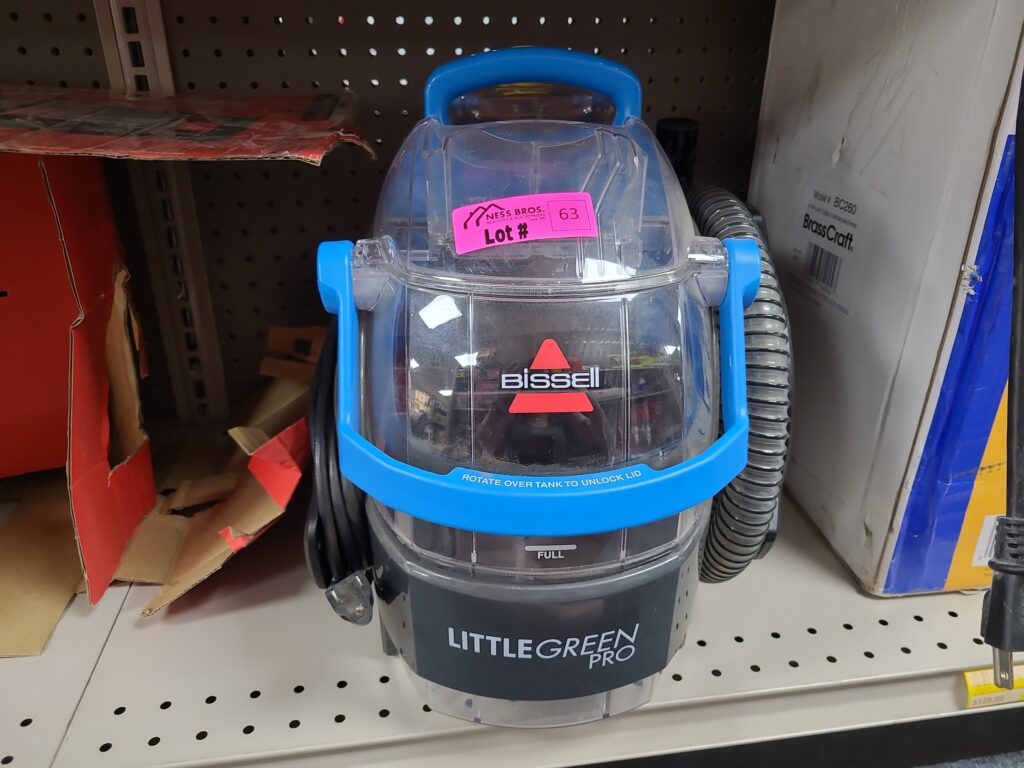 NESS BROS.
63
Lot #
BISSELL
ROTATE OVER TANK TO UNLOCK LID
FULL
LITTLEGREEN
PRO
Model # BC260
BrassCraft